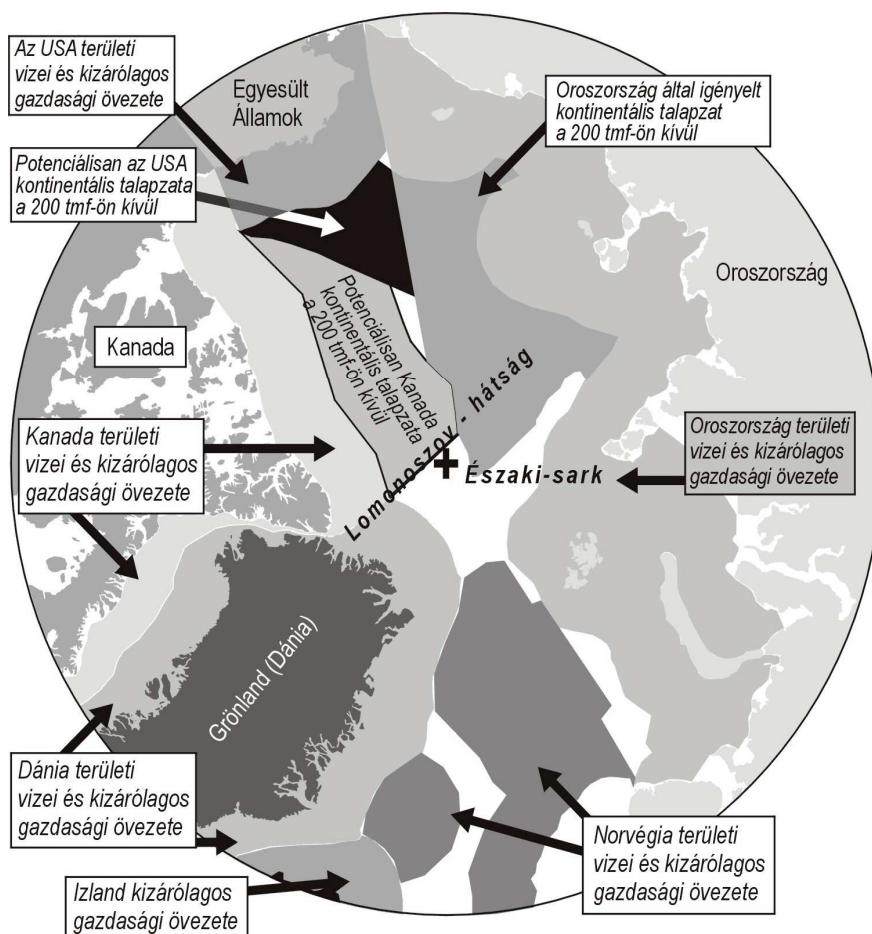 Az USA területi
vizei és kizárólagos
gazdasági övezete
Egyesült
Államok
Oroszország által igényelt
kontinentális talapzat
a 200 tmf-ön kívül
Potenciálisan az USA
kontinentális talapzata
a 200 tmf-ön kívül
Oroszország
Potenciálisan Kanada
kontinentális talapzata
a 200 tmf-ön kívül
Kanada
Lomonoszov - hátság
Kanada területi
vizei és kizárólagos
gazdasági övezete
Oroszország területi
vizei és kizárólagos
gazdasági övezete
Északi-sark
Grönland (Dánia)
Dánia területi
vizei és kizárólagos
gazdasági övezete
Norvégia területi
vizei és kizárólagos
gazdasági övezete
Izland kizárólagos
gazdasági övezete